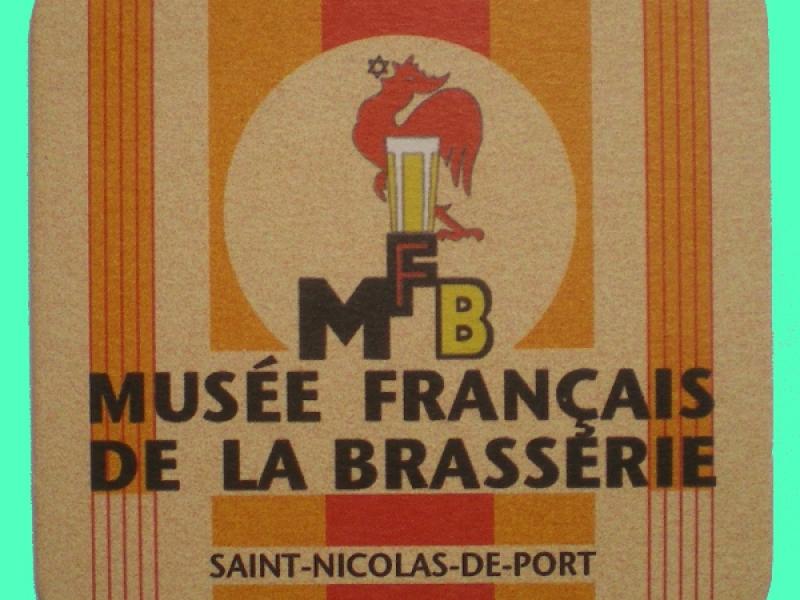 MFB
MUSÉE FRANÇAIS
DE LA BRASSERIE
SAINT-NICOLAS-DE-PORT